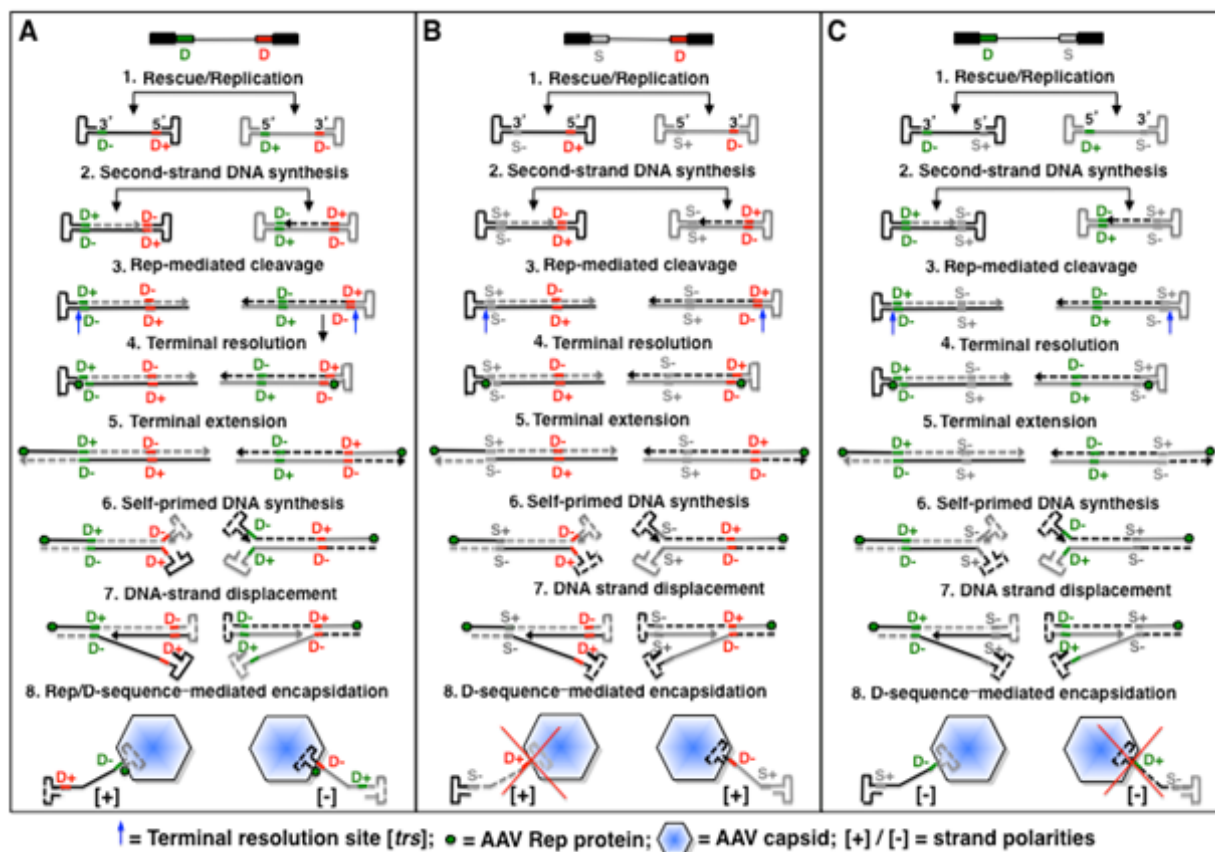 A
D D
1. Rescue/Replication
3' 5' 5' 3'
D- D+ D+ D-
2. Second-strand DNA synthesis
D+ D- D- D+
D- D+ D+ D-
3. Rep-mediated cleavage
D+ D- D- D+
D- D+ D+ D-
4. Terminal resolution
D+ D- D- D+
D- D+ D+ D-
5. Terminal extension
D+ D- D- D+
D- D+ D+ D-
6. Self-primed DNA synthesis
D+ D- D- D+
D- D+ D+ D-
7. DNA-strand displacement
D+ D- D- D+
D- D+ D+ D-
8. Rep/D-sequence-mediated encapsidation
D- D-
D+ D+
[+] [-]
B
S D
1. Rescue/Replication
3' 5' 5' 3'
S- D+ S+ D-
2. Second-strand DNA synthesis
S+ D- S- D+
S- D+ S+ D-
3. Rep-mediated cleavage
S+ D- S- D+
S- D+ S+ D-
4. Terminal resolution
S+ D- S- D+
S- D+ S+ D-
5. Terminal extension
S+ D- S- D+
S- D+ S+ D-
6. Self-primed DNA synthesis
S+ D- S- D+
S- D+ S+ D-
7. DNA strand displacement
S+ D- S- D+
S- D+ S+ D-
8. D-sequence-mediated encapsidation
D+ D-
S- S+
[+] [+]
C
D S
1. Rescue/Replication
3' 5' 5' 3'
D- S+ D+ S-
2. Second-strand DNA synthesis
D+ S- D- S+
D- S+ D+ S-
3. Rep-mediated cleavage
D+ S- D- S+
D- S+ D+ S-
4. Terminal resolution
D+ S- D- S+
D- S+ D+ S-
5. Terminal extension
D+ S- D- S+
D- S+ D+ S-
6. Self-primed DNA synthesis
D+ S- D- S+
D- S+ D+ S-
7. DNA strand displacement
D+ S- D- S+
D- S+ D+ S-
8. D-sequence-mediated encapsidation
D- D+
S+ S-
[-] [-]
= Terminal resolution site [trs]; = AAV Rep protein; = AAV capsid; [+] / [-] = strand polarities